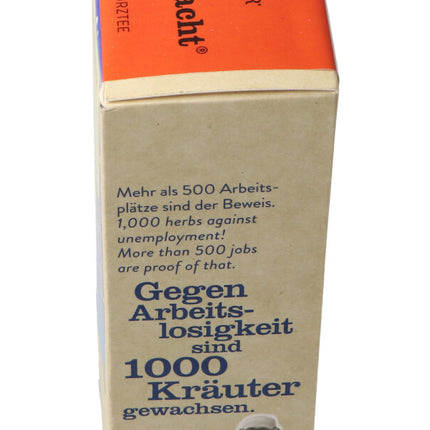 acht®
RZTEE
Mehr als 500 Arbeits-
plätze sind der Beweis.
1,000 herbs against
unemployment!
More than 500 jobs
are proof of that.
Gegen
Arbeits-
losigkeit
sind
1000
Kräuter
gewachsen.